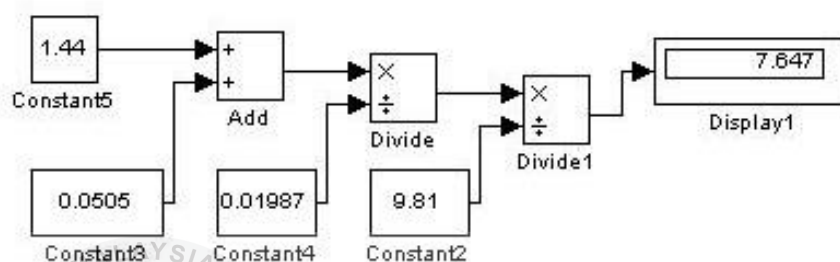 1.44
Constant5
+
+
Add
×
÷
Divide
×
÷
Divide1
7.647
Display1
0.0505
Constant3
0.01987
Constant4
9.81
Constant2